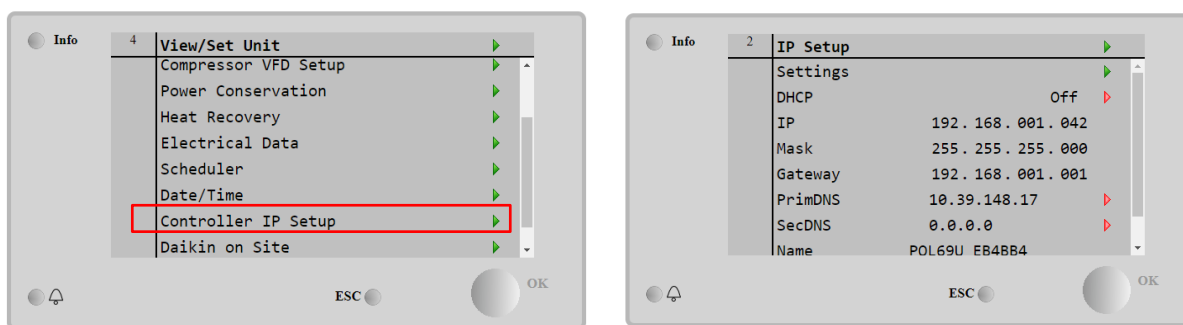 Info
4
View/Set Unit
Compressor VFD Setup
Power Conservation
Heat Recovery
Electrical Data
Scheduler
Date/Time
Controller IP Setup
Daikin on Site
ESC
OK
Info
2
IP Setup
Settings
DHCP Off
IP 192.168.001.042
Mask 255.255.255.000
Gateway 192.168.001.001
PrimDNS 10.39.148.17
SecDNS 0.0.0.0
Name POL69U_EB4BB4
ESC
OK